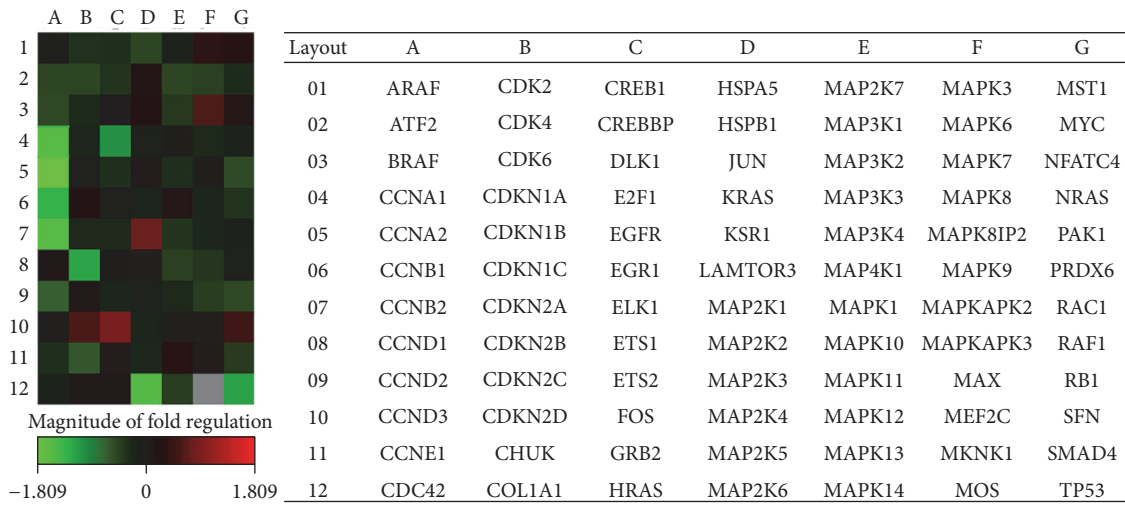 A B C D E F G
1
2
3
4
5
6
7
8
9
10
11
12
Magnitude of fold regulation
−1.809 0 1.809
Layout A B C D E F G
01 ARAF CDK2 CREB1 HSPA5 MAP2K7 MAPK3 MST1
02 ATF2 CDK4 CREBBP HSPB1 MAP3K1 MAPK6 MYC
03 BRAF CDK6 DLK1 JUN MAP3K2 MAPK7 NFATC4
04 CCNA1 CDKN1A E2F1 KRAS MAP3K3 MAPK8 NRAS
05 CCNA2 CDKN1B EGFR KSR1 MAP3K4 MAPK8IP2 PAK1
06 CCNB1 CDKN1C EGR1 LAMTOR3 MAP4K1 MAPK9 PRDX6
07 CCNB2 CDKN2A ELK1 MAP2K1 MAPK1 MAPKAPK2 RAC1
08 CCND1 CDKN2B ETS1 MAP2K2 MAPK10 MAPKAPK3 RAF1
09 CCND2 CDKN2C ETS2 MAP2K3 MAPK11 MAX RB1
10 CCND3 CDKN2D FOS MAP2K4 MAPK12 MEF2C SFN
11 CCNE1 CHUK GRB2 MAP2K5 MAPK13 MKNK1 SMAD4
12 CDC42 COL1A1 HRAS MAP2K6 MAPK14 MOS TP53